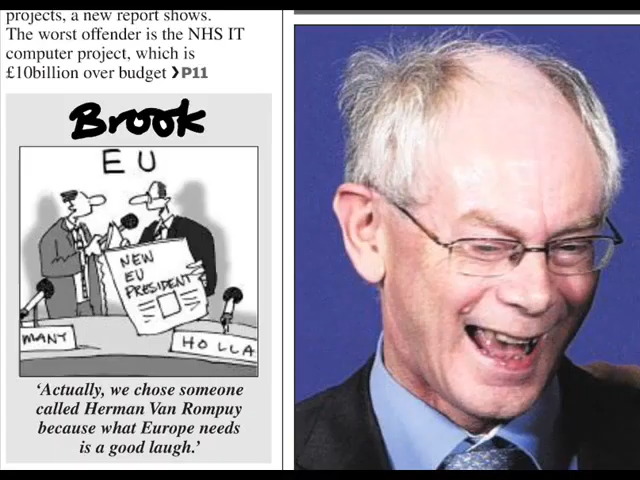 projects, a new report shows.
The worst offender is the NHS IT
computer project, which is
£10billion over budget ❯P11
Brook
EU
NEW
EU
PRESIDENT
MANY
HOLLA
‘Actually, we chose someone
called Herman Van Rompuy
because what Europe needs
is a good laugh.’